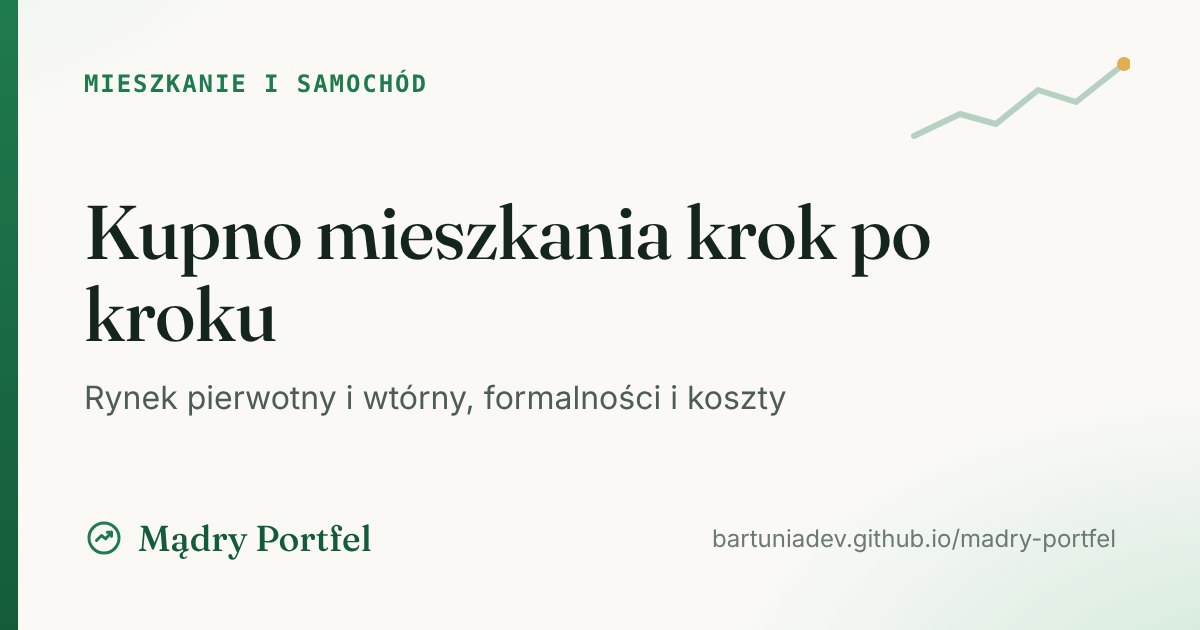 MIESZKANIE I SAMOCHÓD
Kupno mieszkania krok po
kroku
Rynek pierwotny i wtórny, formalności i koszty
Mądry Portfel
bartuniadev.github.io/madry-portfel